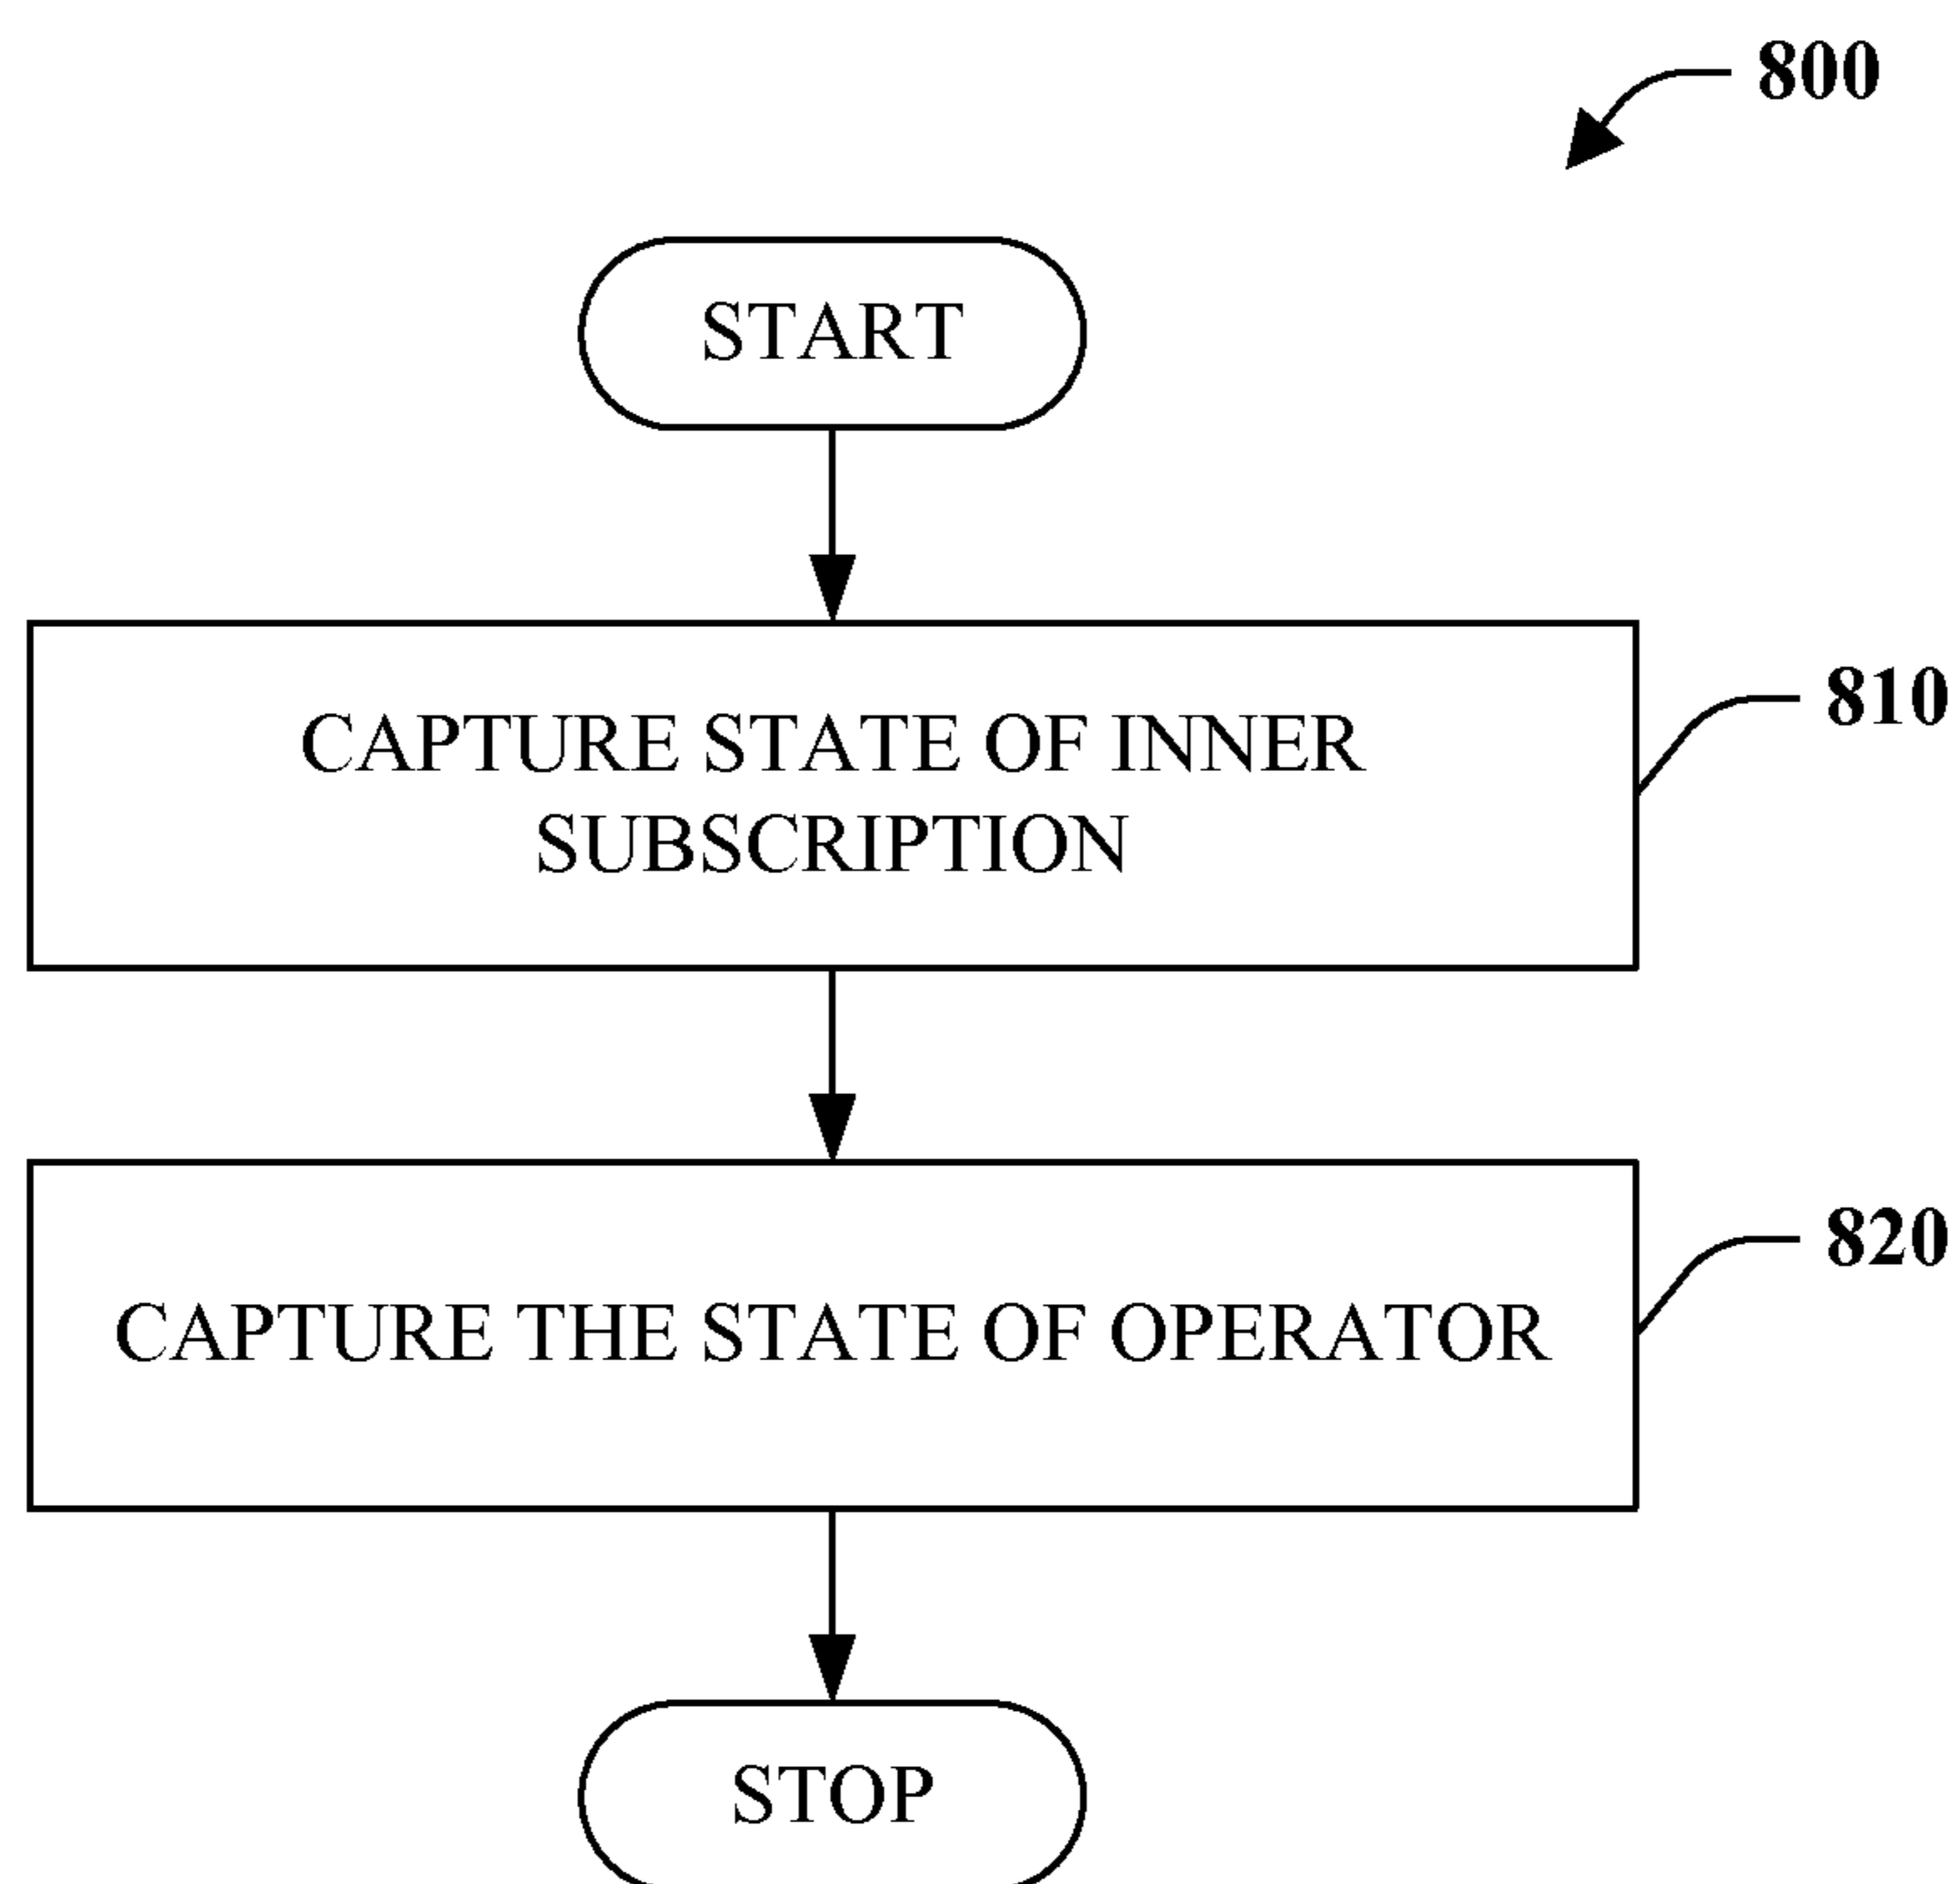 800
START
CAPTURE STATE OF INNER
SUBSCRIPTION
810
CAPTURE THE STATE OF OPERATOR
820
STOP